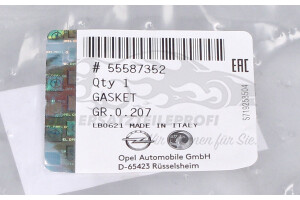 # 55587352
Qty 1
GASKET
GR.0.207
LB0621 MADE IN ITALY
Opel Automobile GmbH
D-65423 Rüsselsheim
EAC